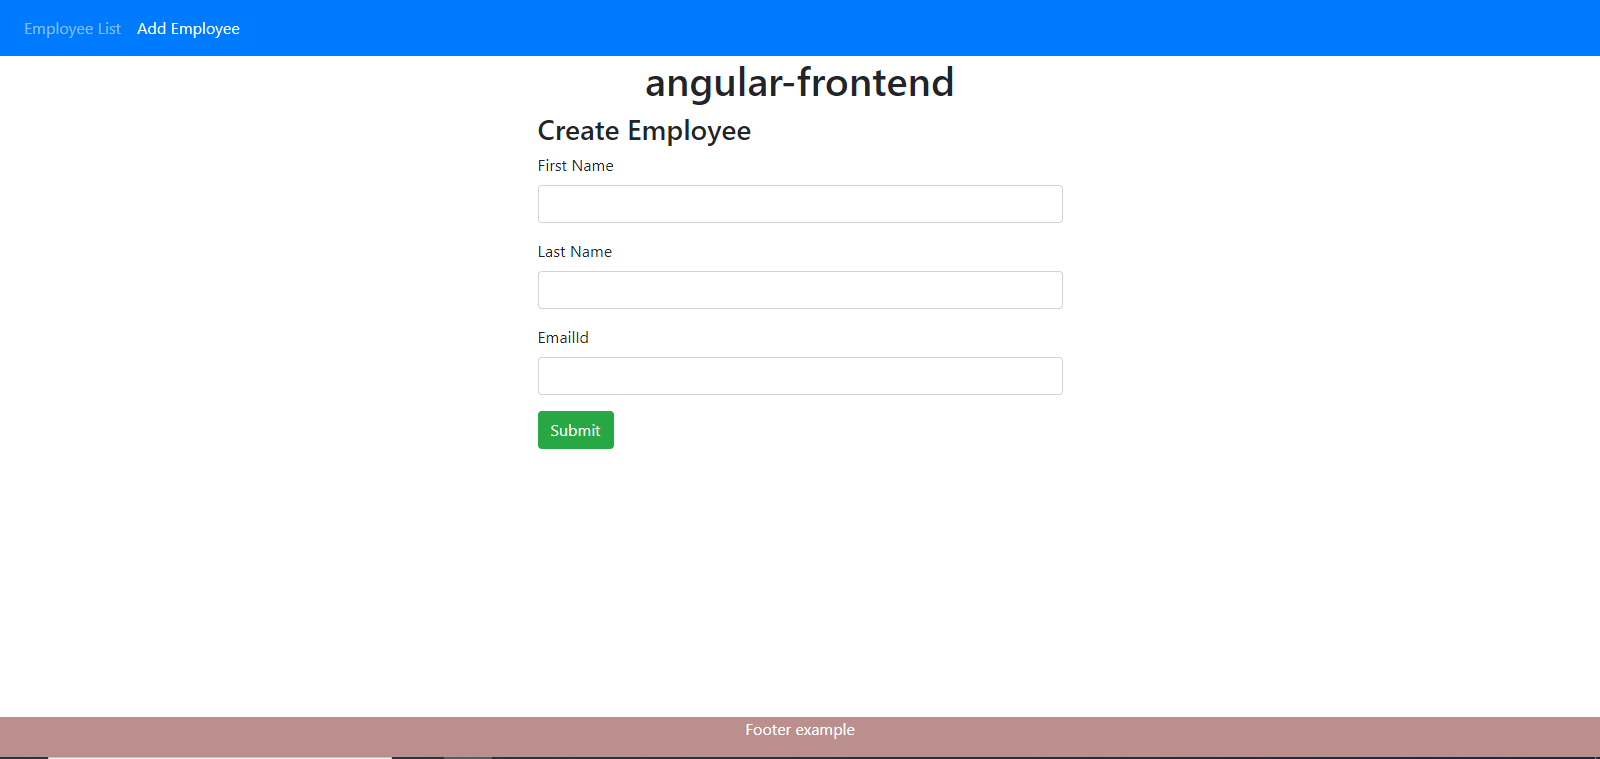 Employee List Add Employee
angular-frontend
Create Employee
First Name
Last Name
EmailId
Submit
Footer example